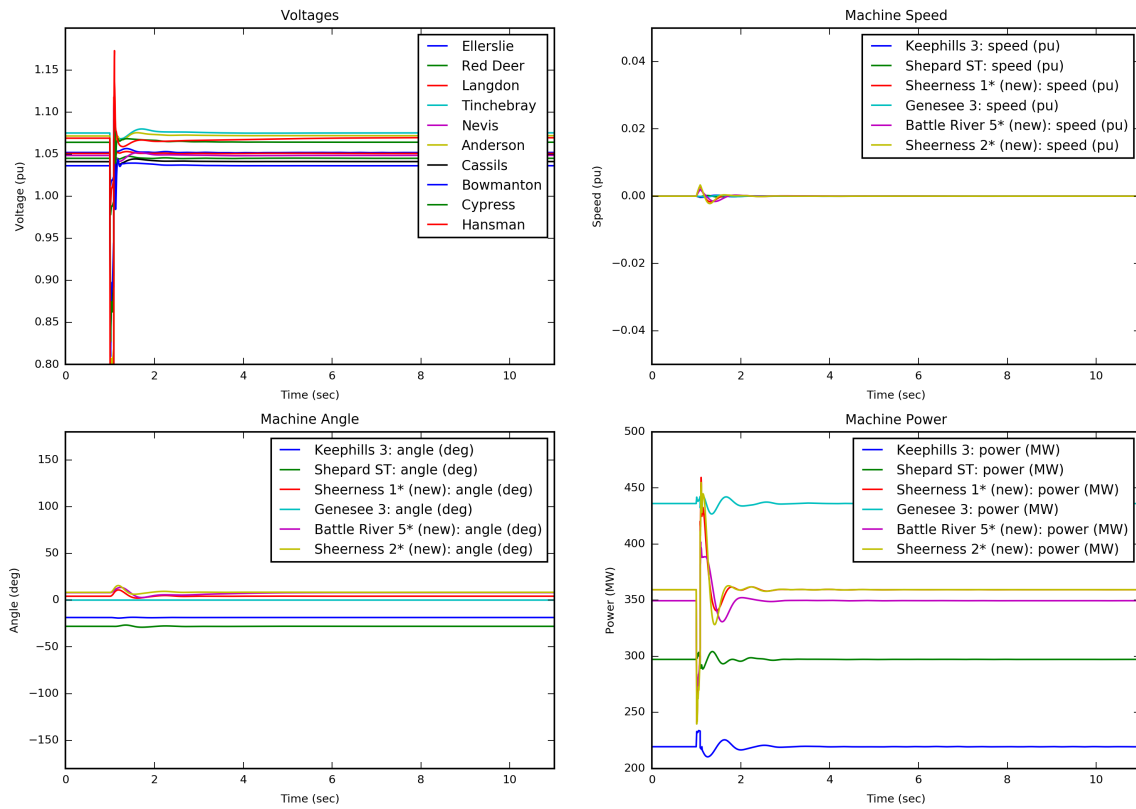 Voltages
1.15
1.10
1.05
1.00
0.95
0.90
0.85
0.80
Voltage (pu)
0
2
4
6
8
10
Time (sec)
Ellerslie
Red Deer
Langdon
Tinchebray
Nevis
Anderson
Cassils
Bowmanton
Cypress
Hansman
Machine Speed
0.04
0.02
0.00
−0.02
−0.04
Speed (pu)
0
2
4
6
8
10
Time (sec)
Keephills 3: speed (pu)
Shepard ST: speed (pu)
Sheerness 1* (new): speed (pu)
Genesee 3: speed (pu)
Battle River 5* (new): speed (pu)
Sheerness 2* (new): speed (pu)
Machine Angle
150
100
50
0
−50
−100
−150
Angle (deg)
0
2
4
6
8
10
Time (sec)
Keephills 3: angle (deg)
Shepard ST: angle (deg)
Sheerness 1* (new): angle (deg)
Genesee 3: angle (deg)
Battle River 5* (new): angle (deg)
Sheerness 2* (new): angle (deg)
Machine Power
500
450
400
350
300
250
200
Power (MW)
0
2
4
6
8
10
Time (sec)
Keephills 3: power (MW)
Shepard ST: power (MW)
Sheerness 1* (new): power (MW)
Genesee 3: power (MW)
Battle River 5* (new): power (MW)
Sheerness 2* (new): power (MW)